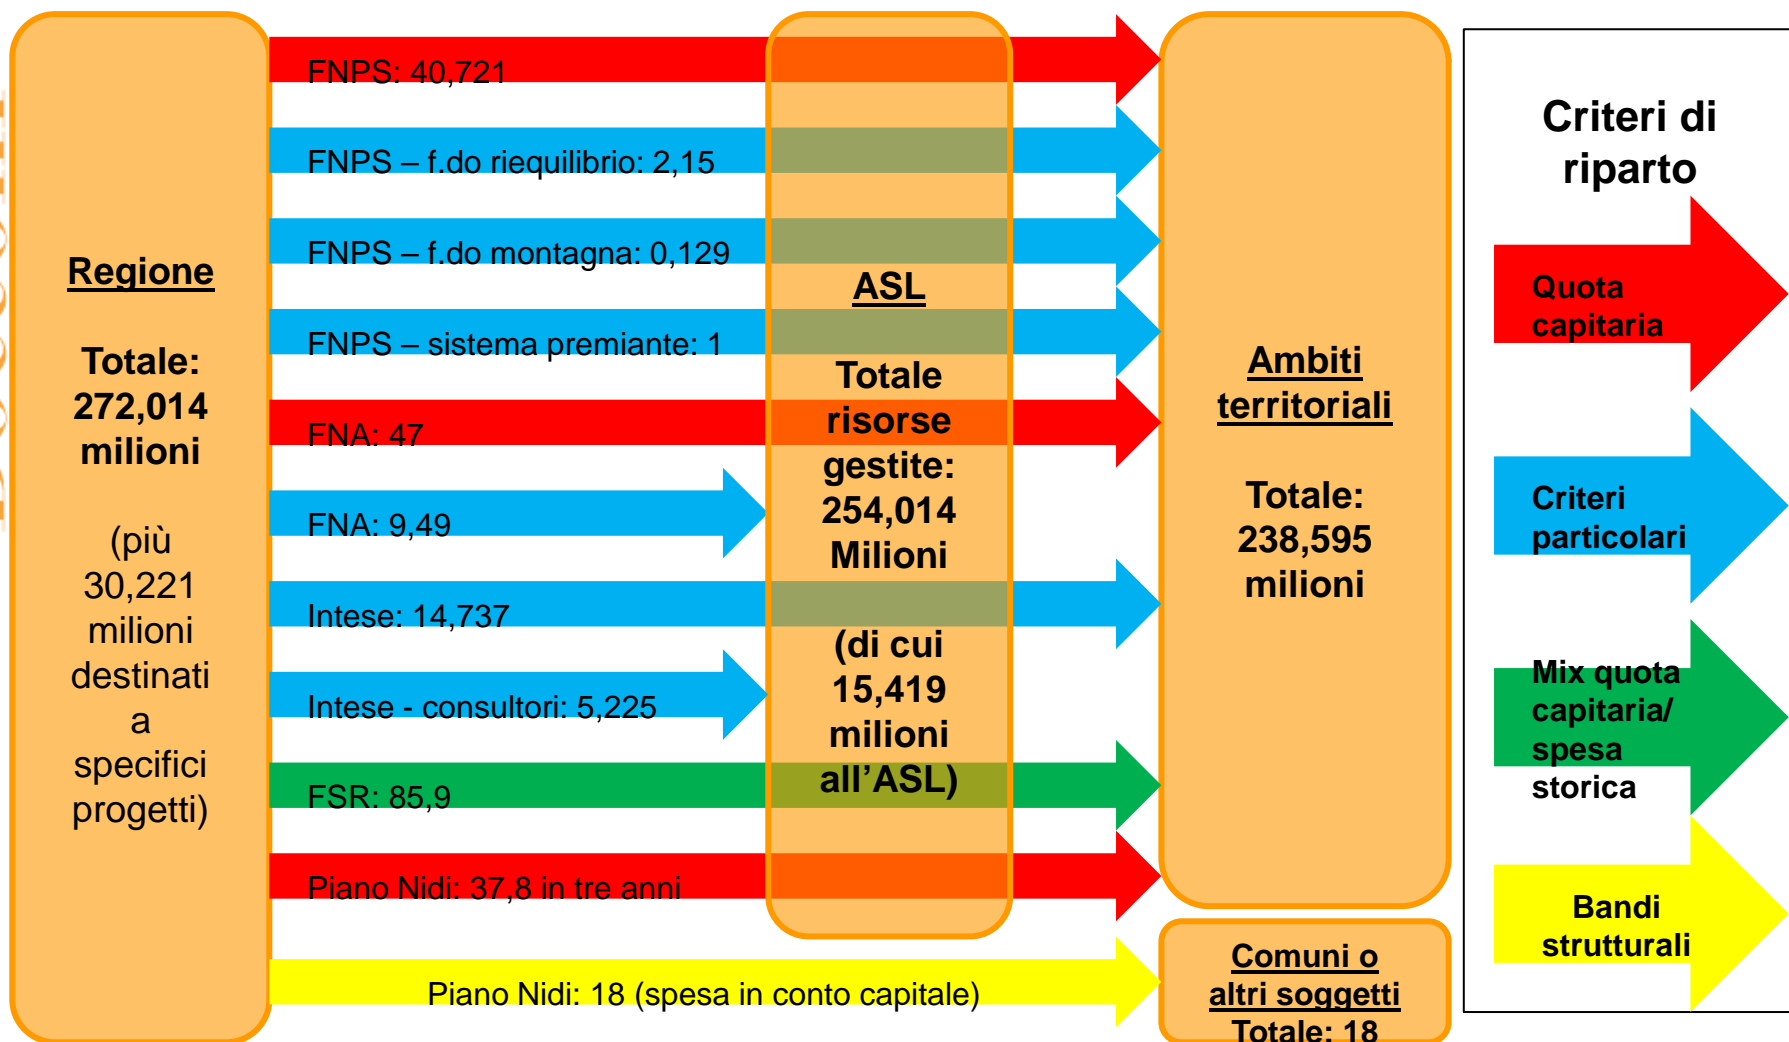 Regione
Totale:
272,014
milioni
(più
30,221
milioni
destinati
a
specifici
progetti)
FNPS: 40,721
FNPS – f.do riequilibrio: 2,15
FNPS – f.do montagna: 0,129
FNPS – sistema premiante: 1
FNA: 47
FNA: 9,49
Intese: 14,737
Intese - consultori: 5,225
FSR: 85,9
Piano Nidi: 37,8 in tre anni
Piano Nidi: 18 (spesa in conto capitale)
ASL
Totale
risorse
gestite:
254,014
Milioni
(di cui
15,419
milioni
all’ASL)
Ambiti
territoriali
Totale:
238,595
milioni
Comuni o
altri soggetti
Totale: 18
Criteri di
riparto
Quota
capitaria
Criteri
particolari
Mix quota
capitaria/
spesa
storica
Bandi
strutturali